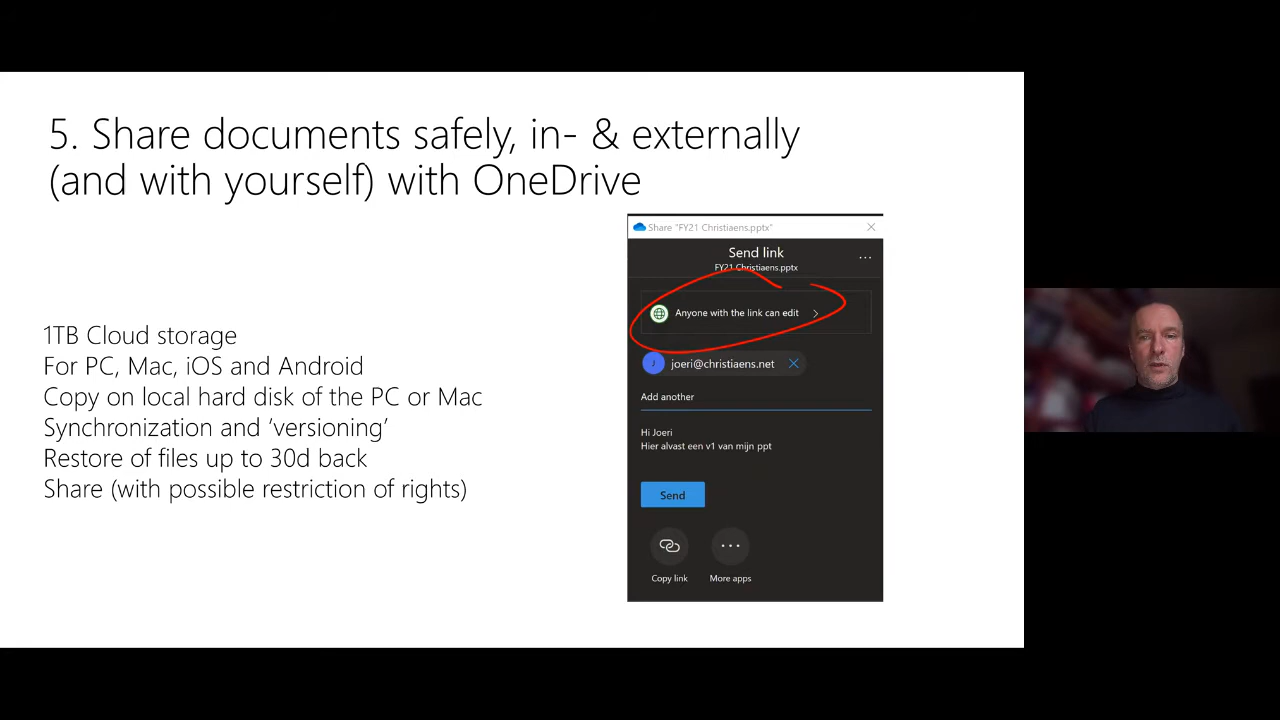 5. Share documents safely, in- & externally
(and with yourself) with OneDrive
1TB Cloud storage
For PC, Mac, iOS and Android
Copy on local hard disk of the PC or Mac
Synchronization and ‘versioning’
Restore of files up to 30d back
Share (with possible restriction of rights)
Share "FY21 Christiaens.pptx"
Send link
FY21 Christiaens.pptx
Anyone with the link can edit
J
joeri@christiaens.net
Add another
Hi Joeri
Hier alvast een v1 van mijn ppt
Send
Copy link
More apps